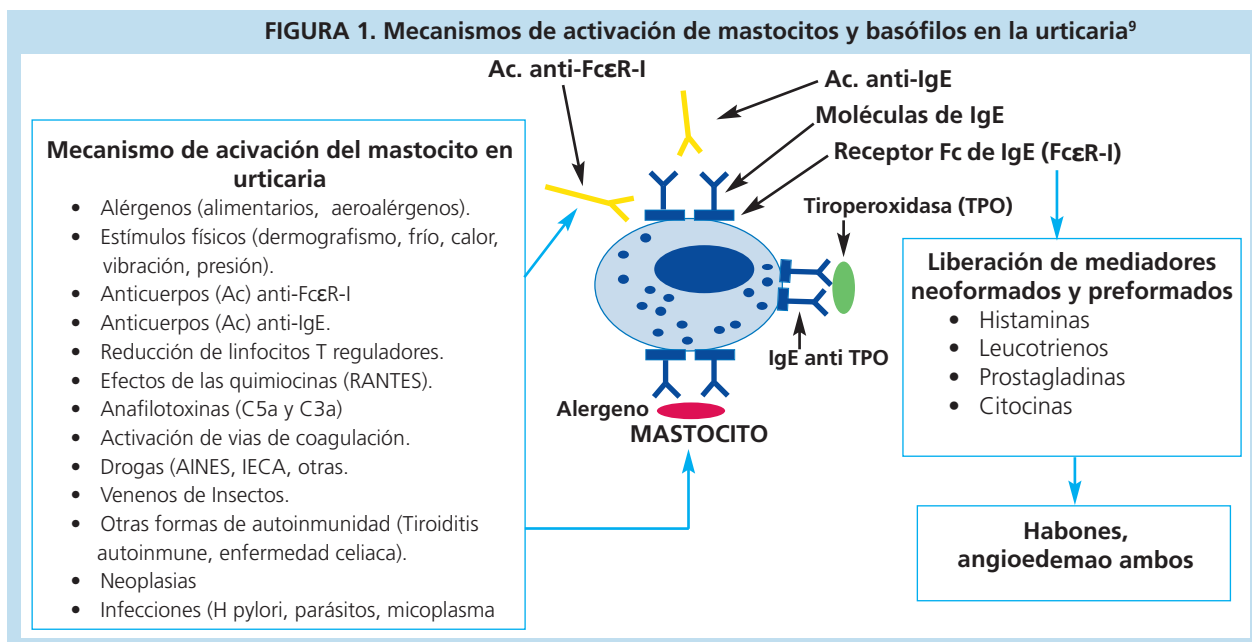 FIGURA 1. Mecanismos de activación de mastocitos y basófilos en la urticaria⁹
Ac. anti-FcεR-I
Ac. anti-IgE
Moléculas de IgE
Receptor Fc de IgE (FcεR-I)
Tiroperoxidasa (TPO)
IgE anti TPO
Alergeno
MASTOCITO
Mecanismo de acivación del mastocito en
urticaria
• Alérgenos (alimentarios, aeroalérgenos).
• Estímulos físicos (dermografismo, frío, calor,
vibración, presión).
• Anticuerpos (Ac) anti-FcεR-I
• Anticuerpos (Ac) anti-IgE.
• Reducción de linfocitos T reguladores.
• Efectos de las quimiocinas (RANTES).
• Anafilotoxinas (C5a y C3a)
• Activación de vias de coagulación.
• Drogas (AINES, IECA, otras.
• Venenos de Insectos.
• Otras formas de autoinmunidad (Tiroiditis
autoinmune, enfermedad celiaca).
• Neoplasias
• Infecciones (H pylori, parásitos, micoplasma
Liberación de mediadores
neoformados y preformados
• Histaminas
• Leucotrienos
• Prostagladinas
• Citocinas
Habones,
angioedemao ambos